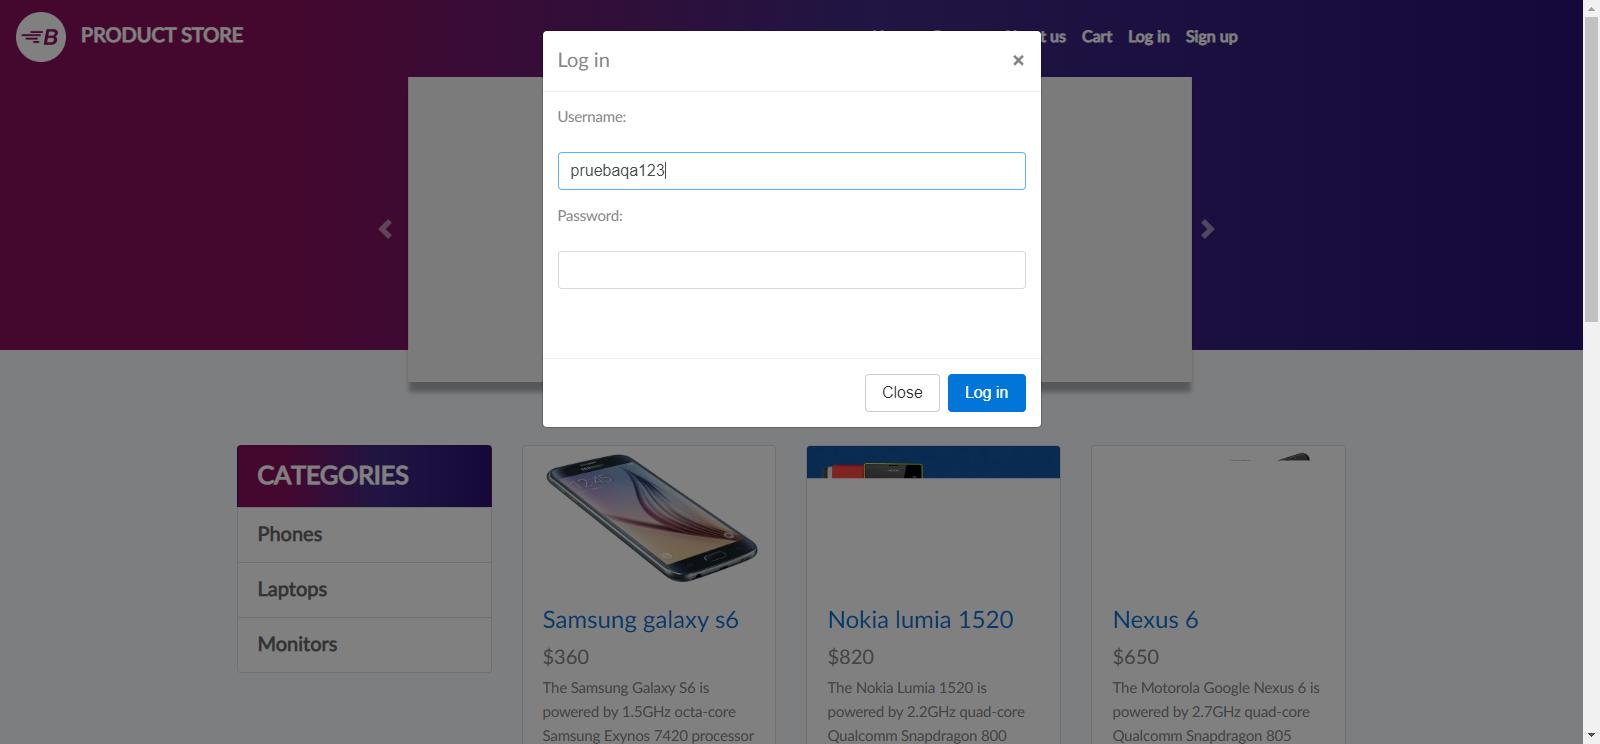 B PRODUCT STORE
t us Cart Log in Sign up
Log in ×
Username:
pruebaqa123
Password:
Close Log in
CATEGORIES
Phones
Laptops
Monitors
Samsung galaxy s6
$360
The Samsung Galaxy S6 is
powered by 1.5GHz octa-core
Samsung Exynos 7420 processor
Nokia lumia 1520
$820
The Nokia Lumia 1520 is
powered by 2.2GHz quad-core
Qualcomm Snapdragon 800
Nexus 6
$650
The Motorola Google Nexus 6 is
powered by 2.7GHz quad-core
Qualcomm Snapdragon 805